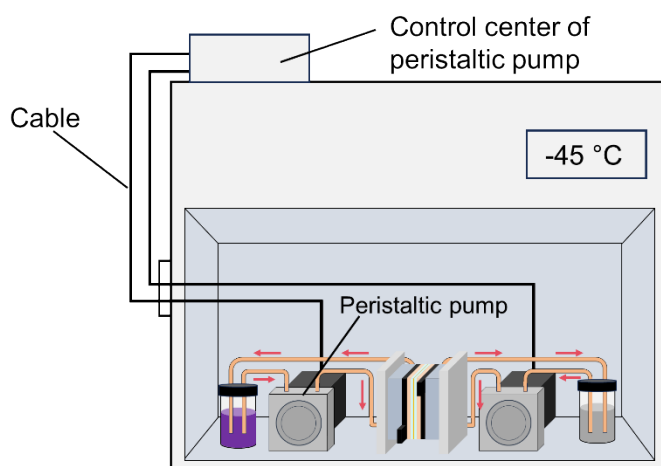 Control center of
peristaltic pump
Cable
-45 °C
Peristaltic pump